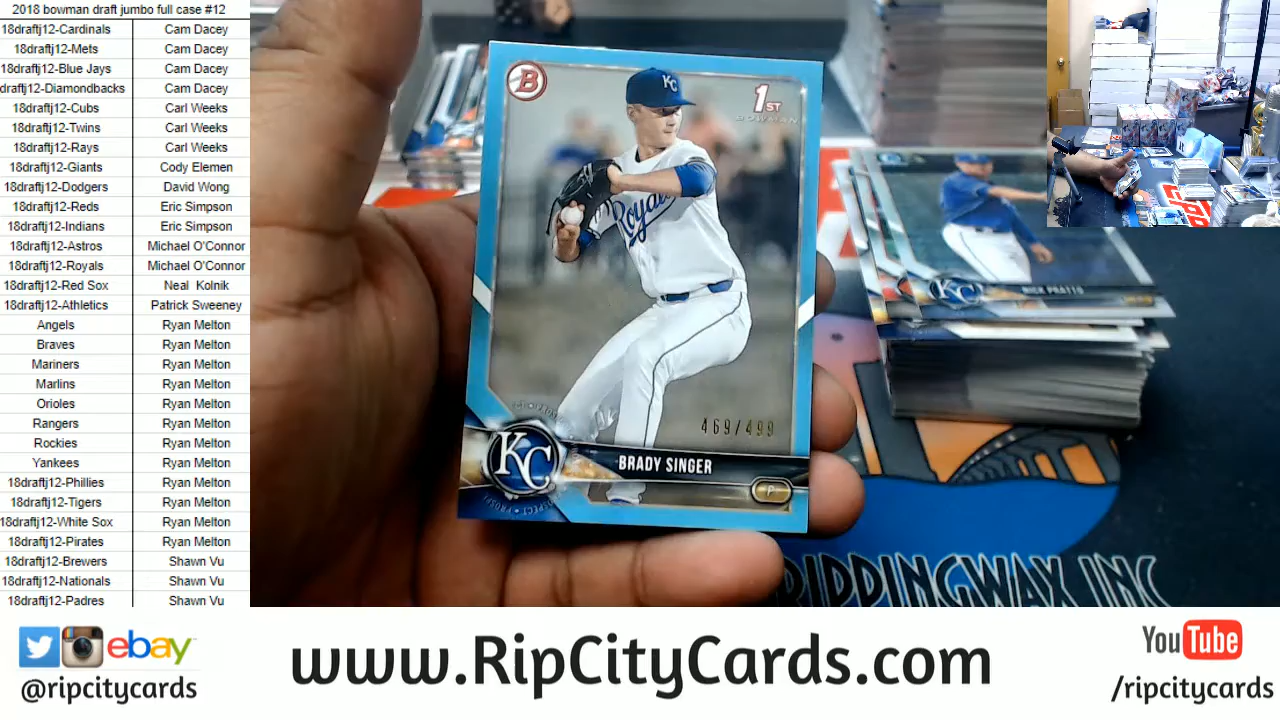 2018 bowman draft jumbo full case #12
18draftj12-Cardinals Cam Dacey
18draftj12-Mets Cam Dacey
18draftj12-Blue Jays Cam Dacey
draftj12-Diamondbacks Cam Dacey
18draftj12-Cubs Carl Weeks
18draftj12-Twins Carl Weeks
18draftj12-Rays Carl Weeks
18draftj12-Giants Cody Elemen
18draftj12-Dodgers David Wong
18draftj12-Reds Eric Simpson
18draftj12-Indians Eric Simpson
18draftj12-Astros Michael O'Connor
18draftj12-Royals Michael O'Connor
18draftj12-Red Sox Neal Kolnik
18draftj12-Athletics Patrick Sweeney
Angels Ryan Melton
Braves Ryan Melton
Mariners Ryan Melton
Marlins Ryan Melton
Orioles Ryan Melton
Rangers Ryan Melton
Rockies Ryan Melton
Yankees Ryan Melton
18draftj12-Phillies Ryan Melton
18draftj12-Tigers Ryan Melton
18draftj12-White Sox Ryan Melton
18draftj12-Pirates Ryan Melton
18draftj12-Brewers Shawn Vu
18draftj12-Nationals Shawn Vu
18draftj12-Padres Shawn Vu
B
1ST
BOWMAN
KC
Royals
469/499
KC
BRADY SINGER
P
KC
NICK PRATTO
RIPPINGWAX INC
ebay
@ripcitycards
www.RipCityCards.com
YouTube
/ripcitycards